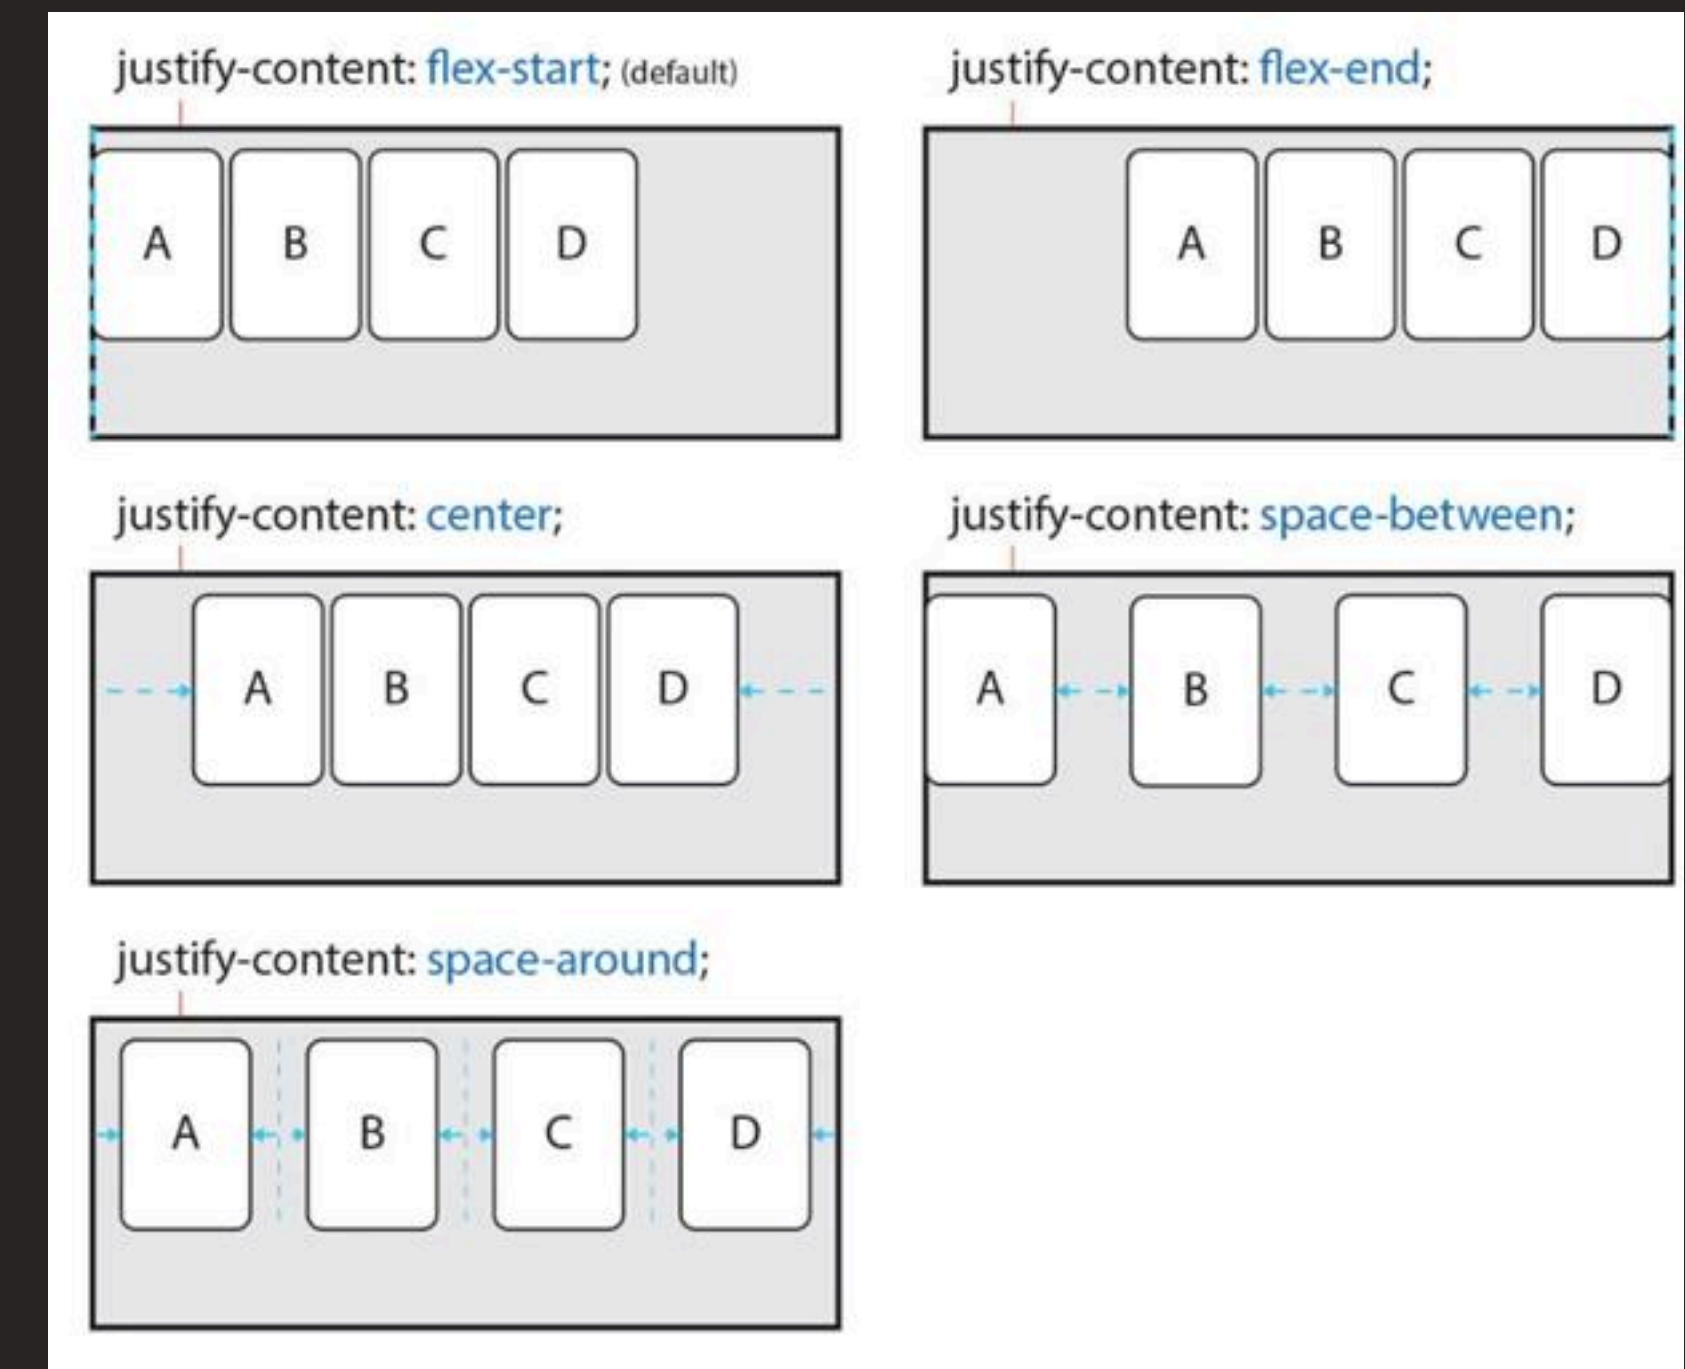 justify-content: flex-start; (default)
A B C D
justify-content: flex-end;
A B C D
justify-content: center;
A B C D
justify-content: space-between;
A B C D
justify-content: space-around;
A B C D